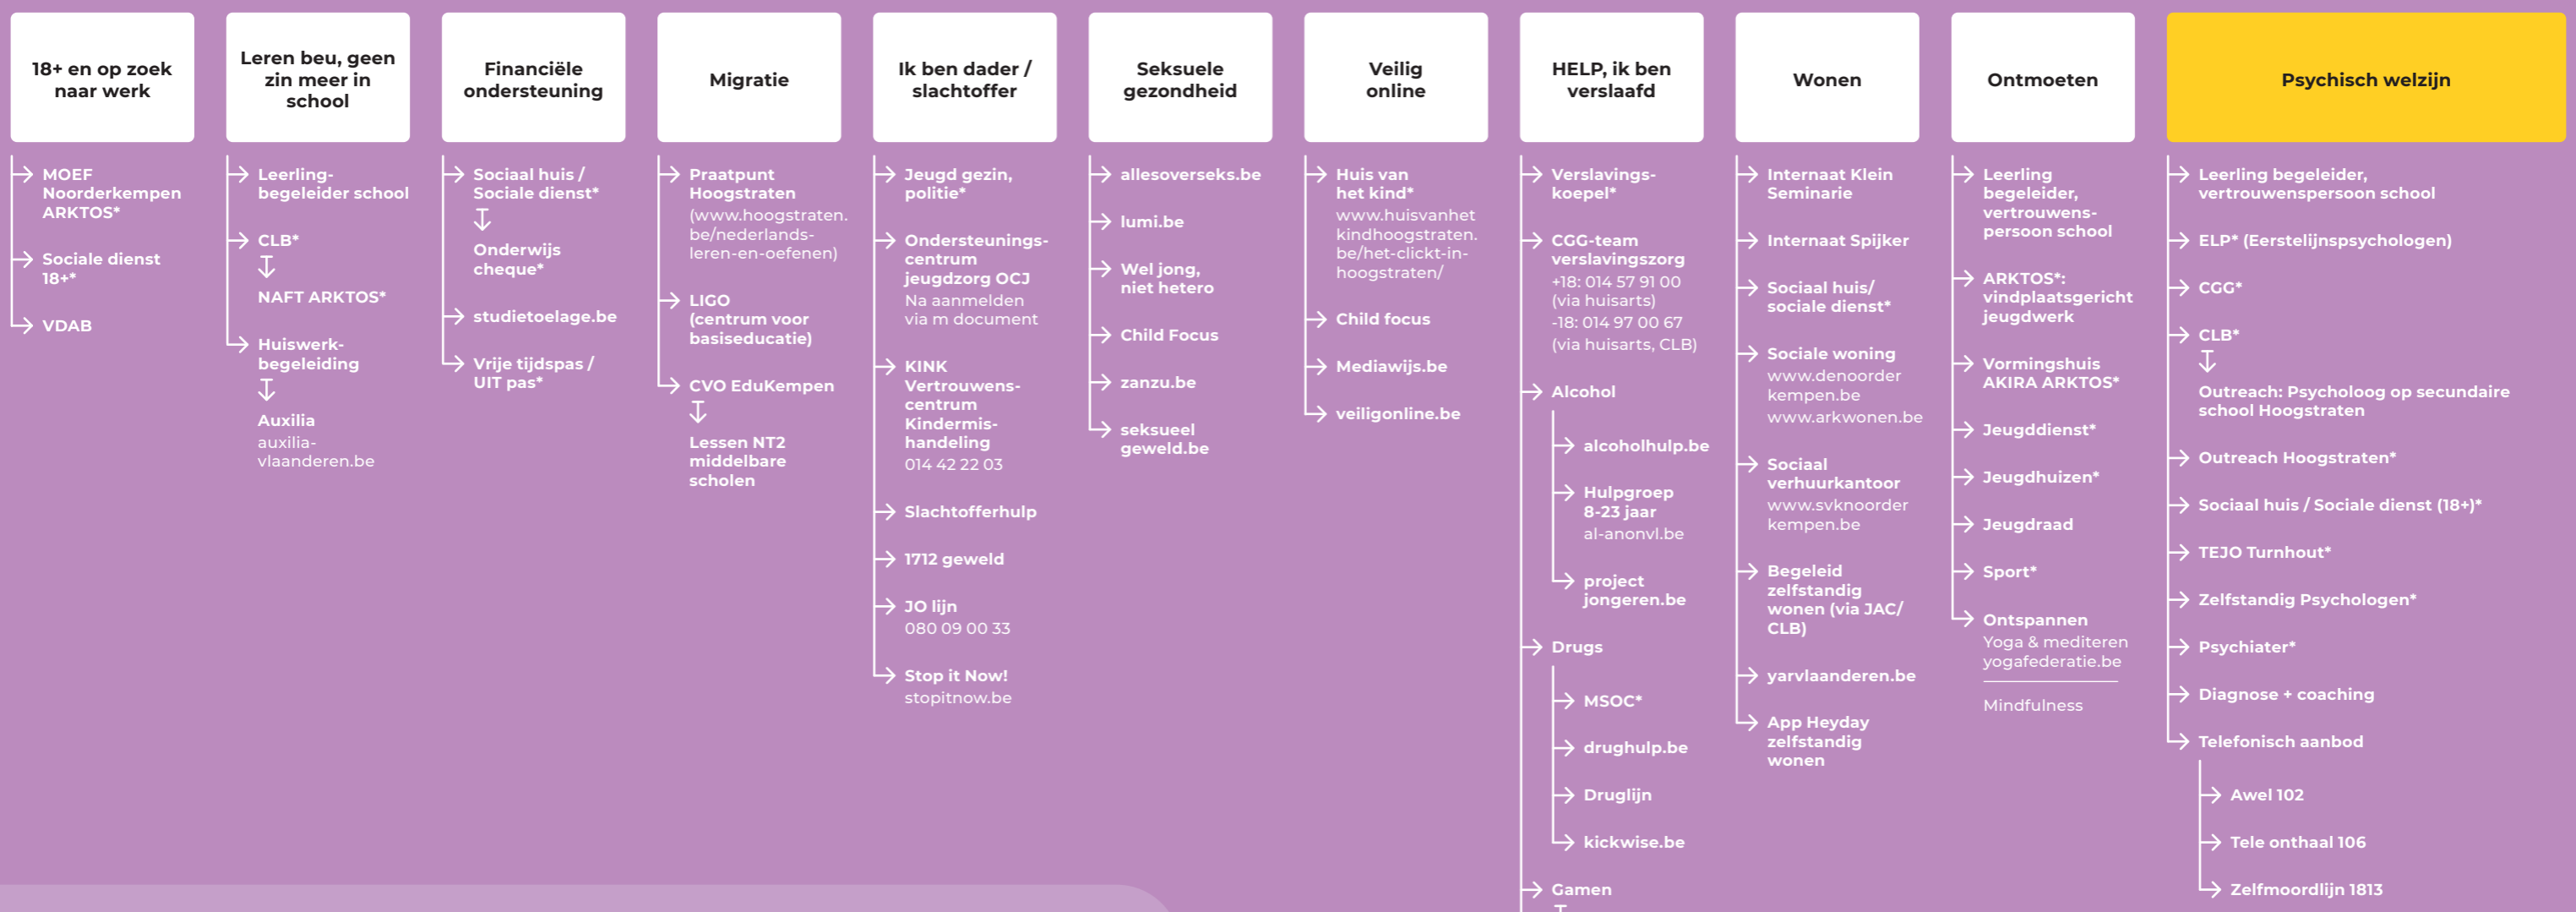 18+ en op zoek
naar werk
MOEF
Noorderkempen
ARKTOS*
Sociale dienst
18+*
VDAB
Leren beu, geen
zin meer in
school
Leerling-
begeleider school
CLB*
NAFT ARKTOS*
Huiswerk-
begeleiding
Auxilia
auxilia-
vlaanderen.be
Financiële
ondersteuning
Sociaal huis /
Sociale dienst*
Onderwijs
cheque*
studietoelage.be
Vrije tijdspas /
UIT pas*
Migratie
Praatpunt
Hoogstraten
(www.hoogstraten.
be/nederlands-
leren-en-oefenen)
LIGO
(centrum voor
basiseducatie)
CVO EduKempen
Lessen NT2
middelbare
scholen
Ik ben dader /
slachtoffer
Jeugd gezin,
politie*
Ondersteunings-
centrum
jeugdzorg OCJ
Na aanmelden
via m document
KINK
Vertrouwens-
centrum
Kindermis-
handeling
014 42 22 03
Slachtofferhulp
1712 geweld
JO lijn
080 09 00 33
Stop it Now!
stopitnow.be
Seksuele
gezondheid
allesoverseks.be
lumi.be
Wel jong,
niet hetero
Child Focus
zanzu.be
seksueel
geweld.be
Veilig
online
Huis van
het kind*
www.huisvanhet
kindhoogstraten.
be/het-clickt-in-
hoogstraten/
Child focus
Mediawijs.be
veiligonline.be
HELP, ik ben
verslaafd
Verslavings-
koepel*
CGG-team
verslavingszorg
+18: 014 57 91 00
(via huisarts)
-18: 014 97 00 67
(via huisarts, CLB)
Alcohol
alcoholhulp.be
Hulpgroep
8-23 jaar
al-anonvl.be
project
jongeren.be
Drugs
MSOC*
drughulp.be
Druglijn
kickwise.be
Gamen
Wonen
Internaat Klein
Seminarie
Internaat Spijker
Sociaal huis/
sociale dienst*
Sociale woning
www.denoorder
kempen.be
www.arkwonen.be
Sociaal
verhuurkantoor
www.svknoorder
kempen.be
Begeleid
zelfstandig
wonen (via JAC/
CLB)
yarvlaanderen.be
App Heyday
zelfstandig
wonen
Ontmoeten
Leerling
begeleider,
vertrouwens-
persoon school
ARKTOS*:
vindplaatsgericht
jeugdwerk
Vormingshuis
AKIRA ARKTOS*
Jeugddienst*
Jeugdhuizen*
Jeugdraad
Sport*
Ontspannen
Yoga & mediteren
yogafederatie.be
Mindfulness
Psychisch welzijn
Leerling begeleider,
vertrouwenspersoon school
ELP* (Eerstelijnspsychologen)
CGG*
CLB*
Outreach: Psycholoog op secundaire
school Hoogstraten
Outreach Hoogstraten*
Sociaal huis / Sociale dienst (18+)*
TEJO Turnhout*
Zelfstandig Psychologen*
Psychiater*
Diagnose + coaching
Telefonisch aanbod
Awel 102
Tele onthaal 106
Zelfmoordlijn 1813